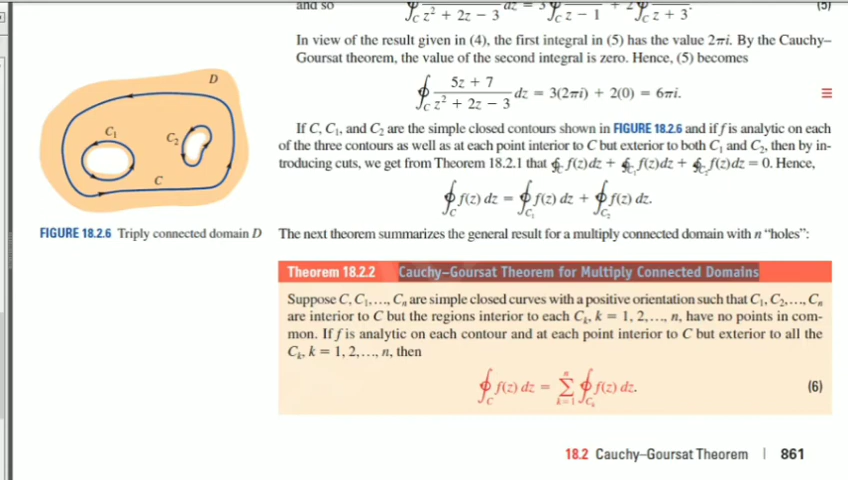 and so ∮C dz = 3∮C + 2∮C (5)
z² + 2z − 3 z − 1 z + 3
In view of the result given in (4), the first integral in (5) has the value 2πi. By the Cauchy–
Goursat theorem, the value of the second integral is zero. Hence, (5) becomes
∮C (5z + 7)/(z² + 2z − 3) dz = 3(2πi) + 2(0) = 6πi. ≡
If C, C₁, and C₂ are the simple closed contours shown in FIGURE 18.2.6 and if f is analytic on each
of the three contours as well as at each point interior to C but exterior to both C₁ and C₂, then by in-
troducing cuts, we get from Theorem 18.2.1 that ∮C f(z)dz + ∮C₁ f(z)dz + ∮C₂ f(z)dz = 0. Hence,
∮C f(z) dz = ∮C₁ f(z) dz + ∮C₂ f(z) dz.
D
C₁
C₂
C
FIGURE 18.2.6 Triply connected domain D
The next theorem summarizes the general result for a multiply connected domain with n “holes”:
Theorem 18.2.2 Cauchy–Goursat Theorem for Multiply Connected Domains
Suppose C, C₁, …, Cₙ are simple closed curves with a positive orientation such that C₁, C₂, …, Cₙ
are interior to C but the regions interior to each Cₖ, k = 1, 2, …, n, have no points in com-
mon. If f is analytic on each contour and at each point interior to C but exterior to all the
Cₖ, k = 1, 2, …, n, then
∮C f(z) dz = Σⁿₖ₌₁ ∮Cₖ f(z) dz. (6)
18.2 Cauchy–Goursat Theorem | 861